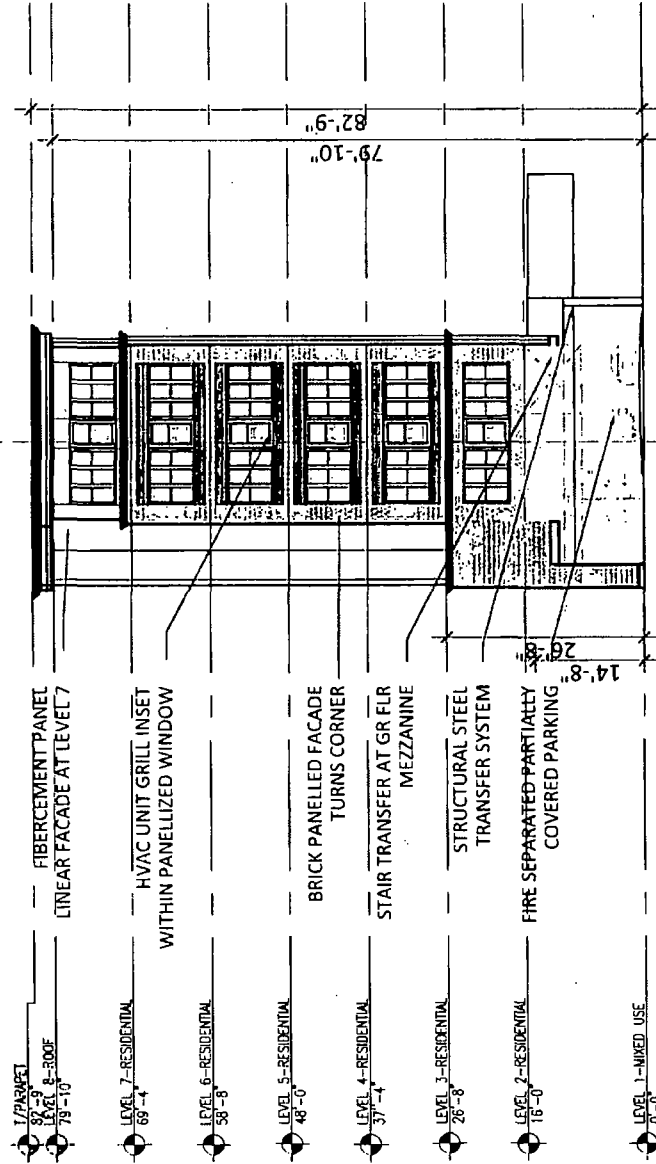 T/PARAPET
82'-9"
LEVEL 8-ROOF
79'-10"
LEVEL 7-RESIDENTIAL
69'-4"
LEVEL 6-RESIDENTIAL
58'-8"
LEVEL 5-RESIDENTIAL
48'-0"
LEVEL 4-RESIDENTIAL
37'-4"
LEVEL 3-RESIDENTIAL
26'-8"
LEVEL 2-RESIDENTIAL
16'-0"
LEVEL 1-MIXED USE
0'-0"
FIBERCEMENT PANEL
LINEAR FACADE AT LEVEL 7
HVAC UNIT GRILL INSET
WITHIN PANELLIZED WINDOW
BRICK PANELLED FACADE
TURNS CORNER
STAIR TRANSFER AT GR FLR
MEZZANINE
STRUCTURAL STEEL
TRANSFER SYSTEM
FIRE SEPARATED PARTIALLY
COVERED PARKING
26'-8"
14'-8"
82'-9"
79'-10"